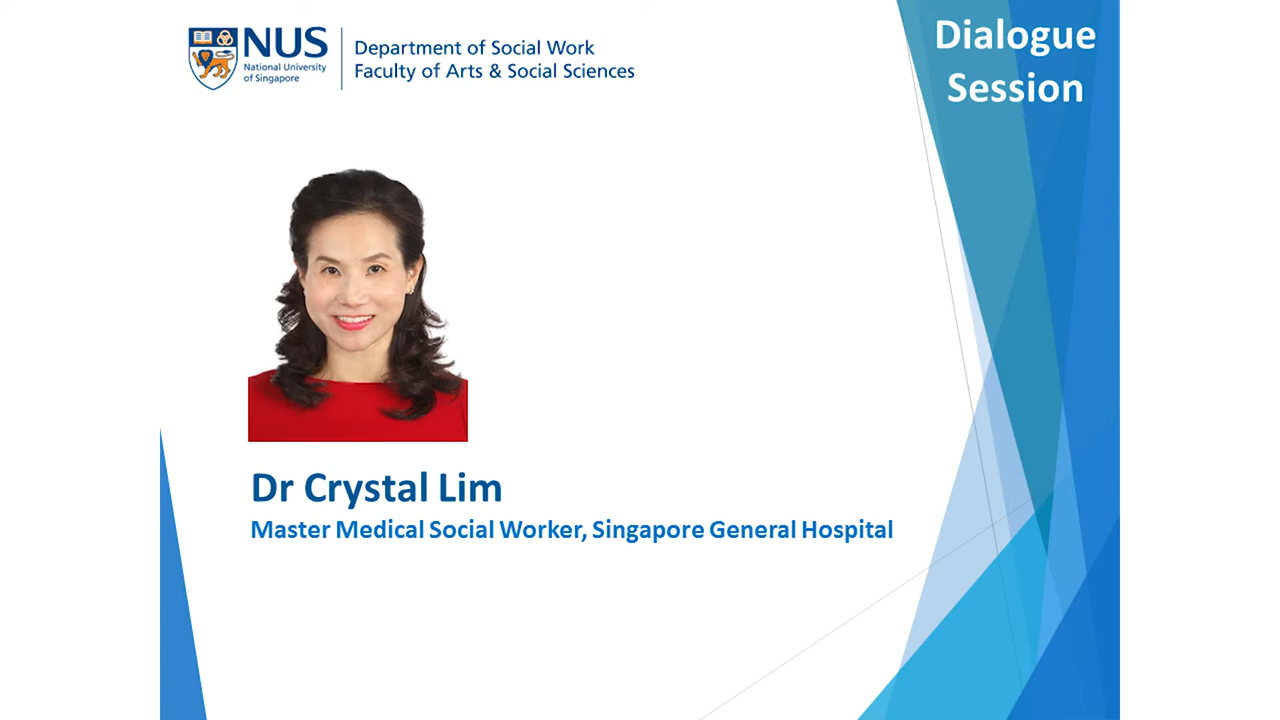 NUS
National University
of Singapore
Department of Social Work
Faculty of Arts & Social Sciences
Dialogue
Session
Dr Crystal Lim
Master Medical Social Worker, Singapore General Hospital